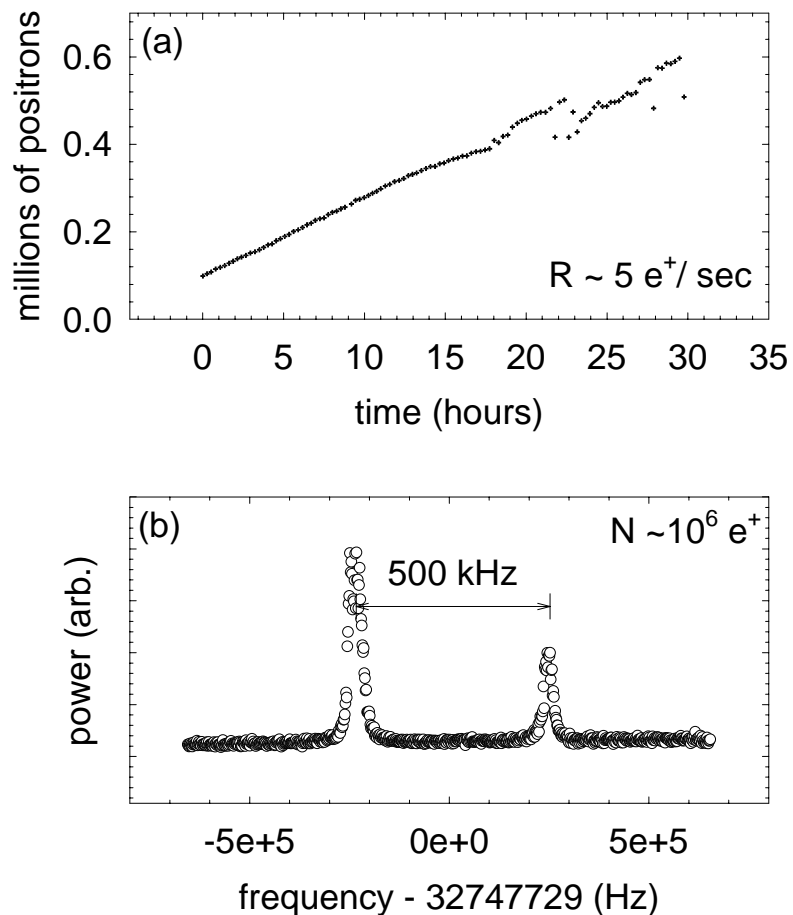 (a)
millions of positrons
0.6
0.4
0.2
0.0
R ~ 5 e⁺/ sec
0 5 10 15 20 25 30 35
time (hours)
(b)
N ~10⁶ e⁺
500 kHz
power (arb.)
-5e+5 0e+0 5e+5
frequency - 32747729 (Hz)